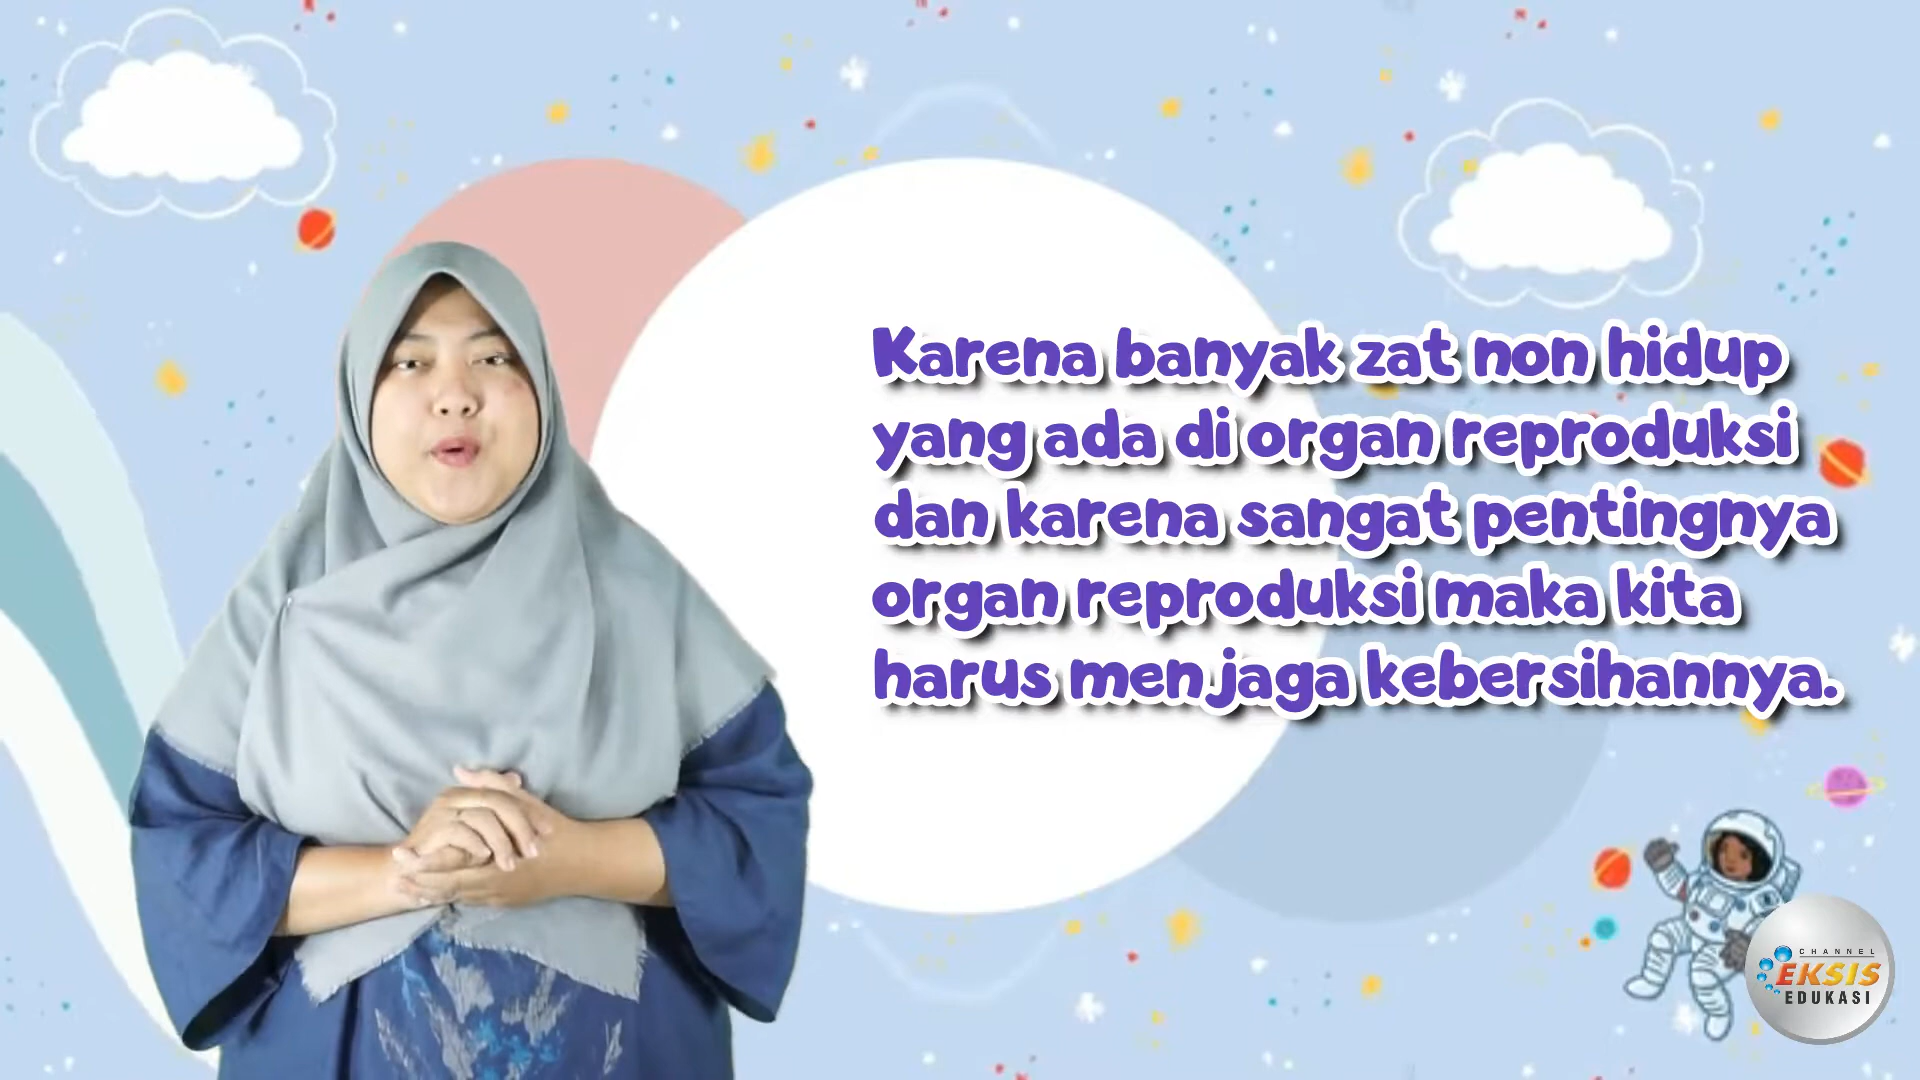 Karena banyak zat non hidup
yang ada di organ reproduksi
dan karena sangat pentingnya
organ reproduksi maka kita
harus menjaga kebersihannya.
CHANNEL
EKSIS
EDUKASI